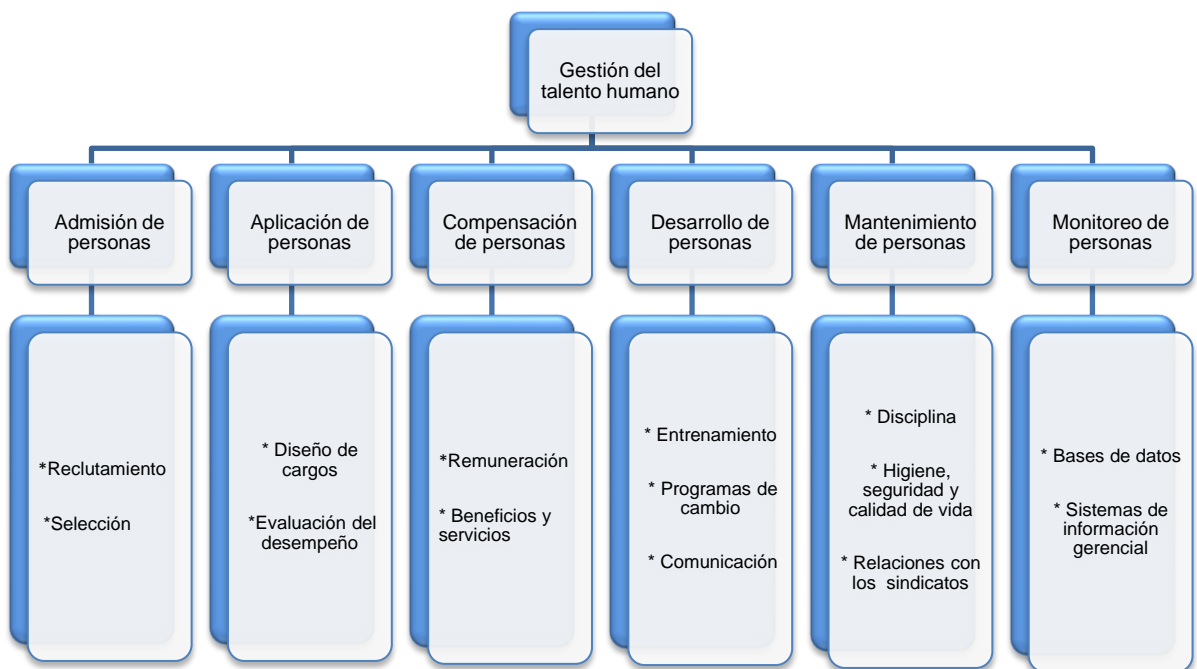 Gestión del
talento humano
Admisión de
personas
Aplicación de
personas
Compensación
de personas
Desarrollo de
personas
Mantenimiento
de personas
Monitoreo de
personas
*Reclutamiento
*Selección
* Diseño de
cargos
*Evaluación del
desempeño
*Remuneración
* Beneficios y
servicios
* Entrenamiento
* Programas de
cambio
* Comunicación
* Disciplina
* Higiene,
seguridad y
calidad de vida
* Relaciones con
los sindicatos
* Bases de datos
* Sistemas de
información
gerencial